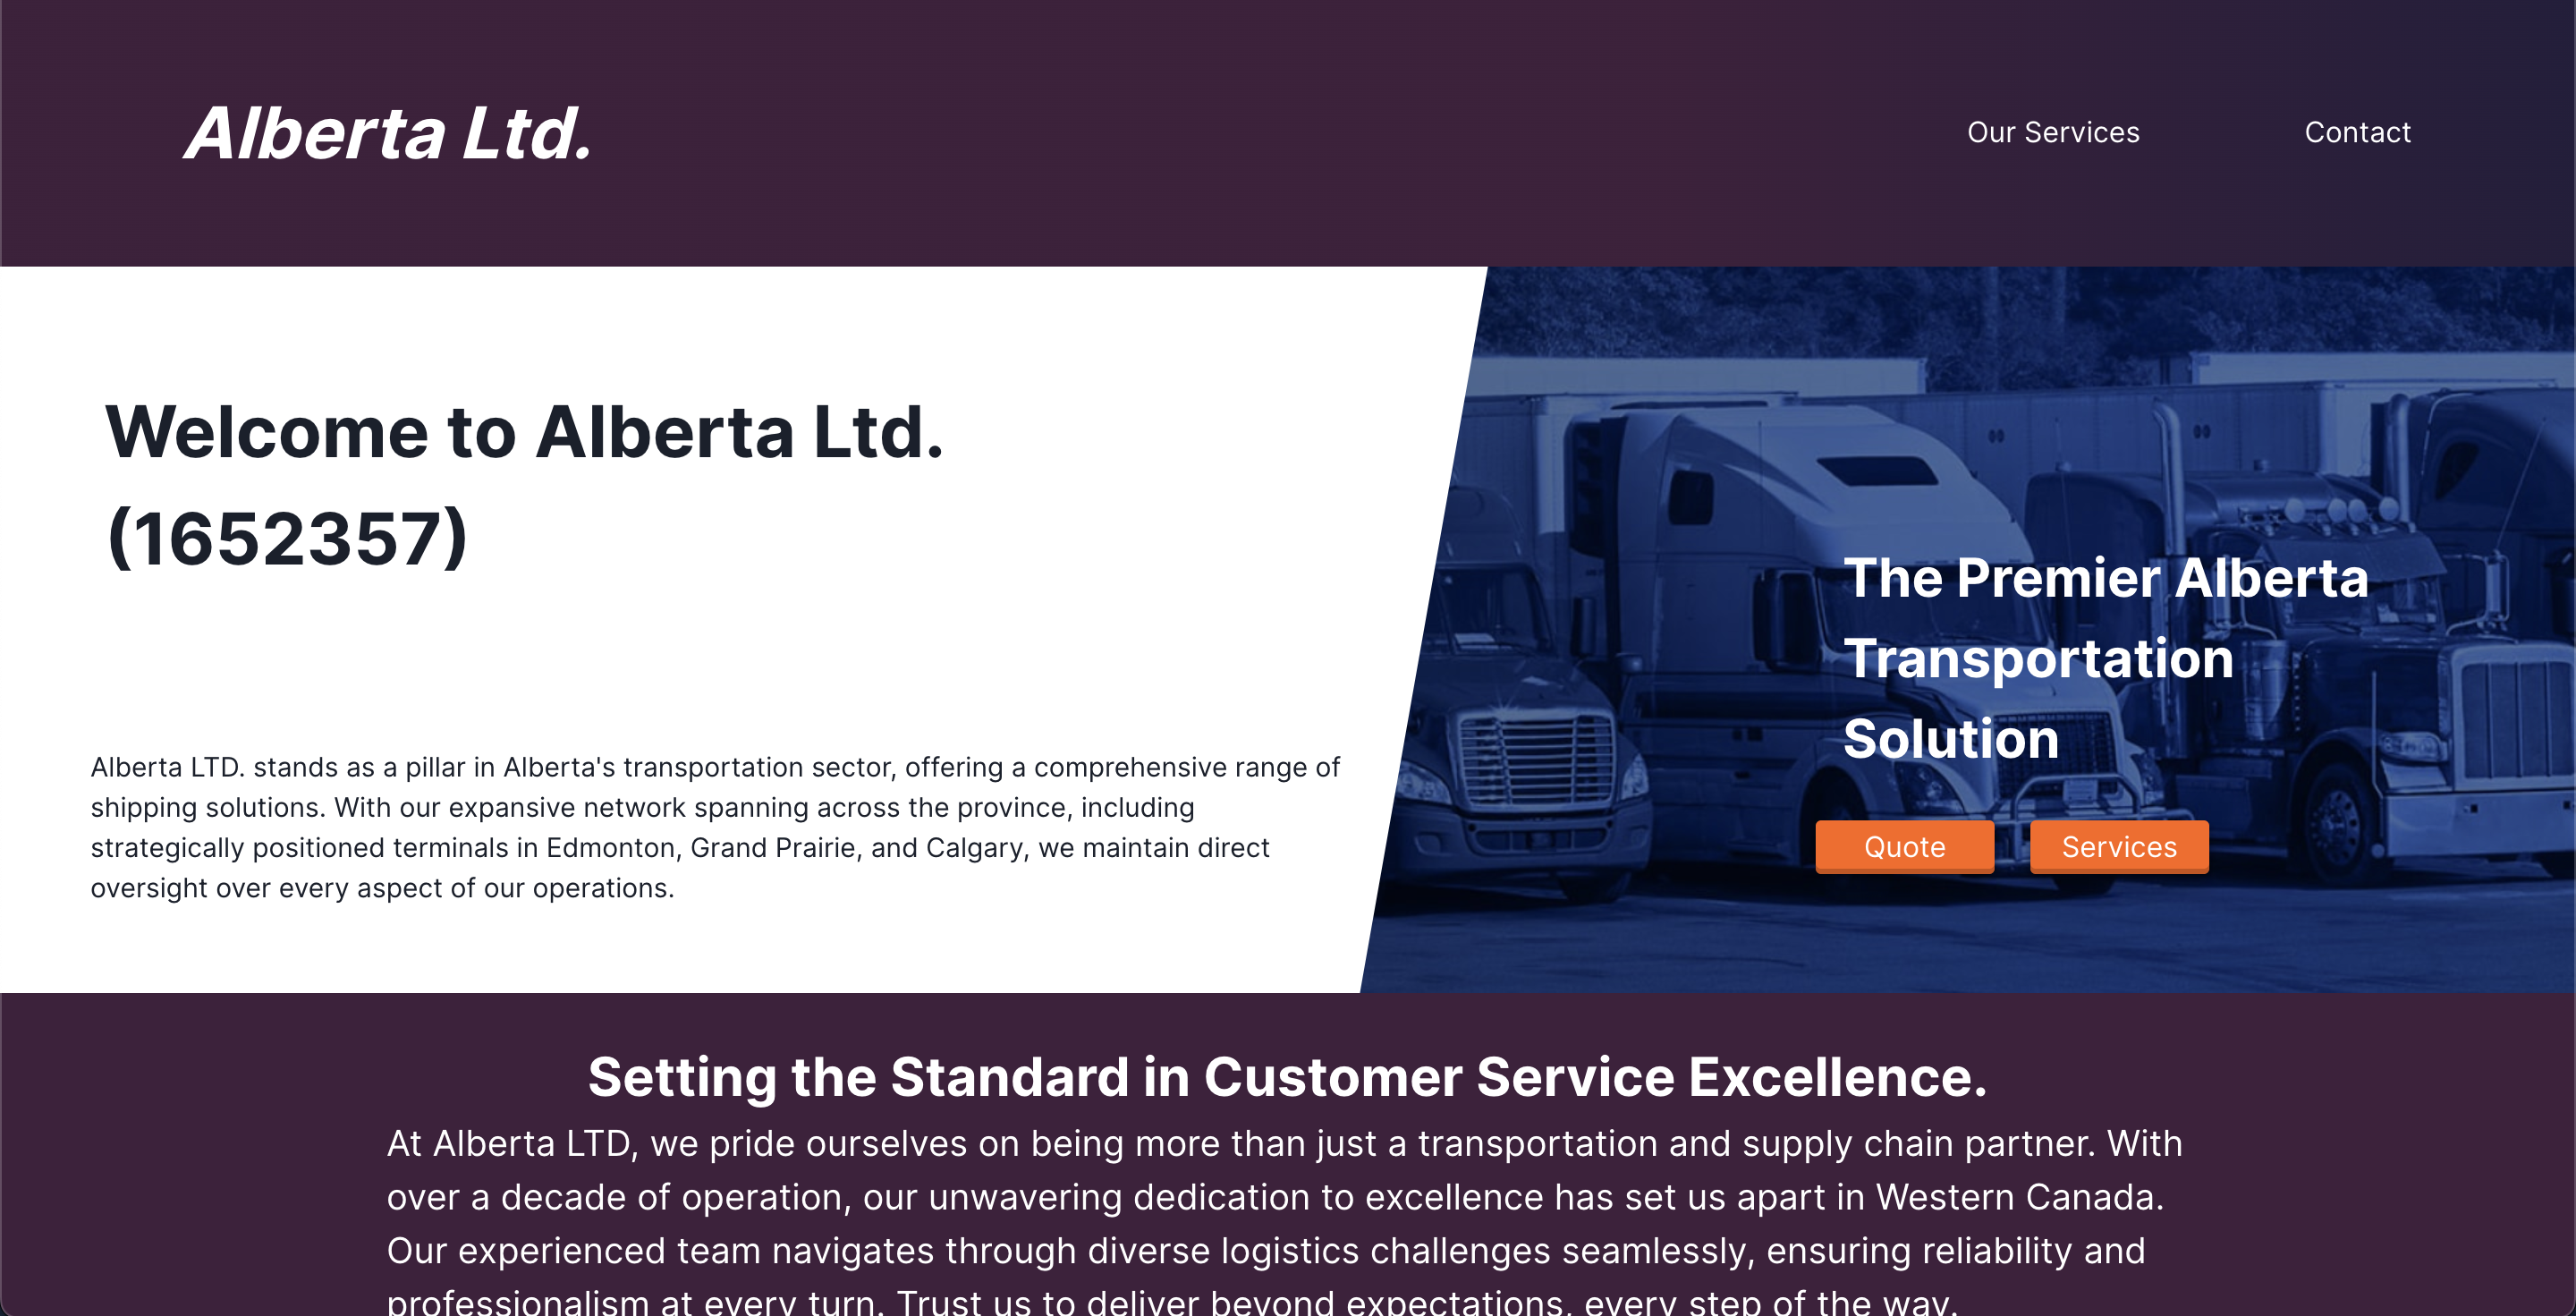 Alberta Ltd.
Our Services
Contact
Welcome to Alberta Ltd.
(1652357)
Alberta LTD. stands as a pillar in Alberta's transportation sector, offering a comprehensive range of
shipping solutions. With our expansive network spanning across the province, including
strategically positioned terminals in Edmonton, Grand Prairie, and Calgary, we maintain direct
oversight over every aspect of our operations.
The Premier Alberta
Transportation
Solution
Quote
Services
Setting the Standard in Customer Service Excellence.
At Alberta LTD, we pride ourselves on being more than just a transportation and supply chain partner. With
over a decade of operation, our unwavering dedication to excellence has set us apart in Western Canada.
Our experienced team navigates through diverse logistics challenges seamlessly, ensuring reliability and
professionalism at every turn. Trust us to deliver beyond expectations, every step of the way.